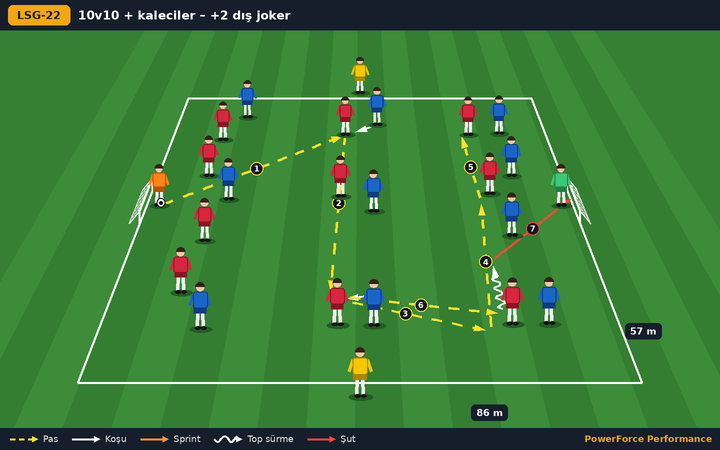 LSG-22 10v10 + kaleciler – +2 dış joker
1
5
2
7
4
6
3
57 m
86 m
Pas Koşu Sprint Top sürme Şut PowerForce Performance